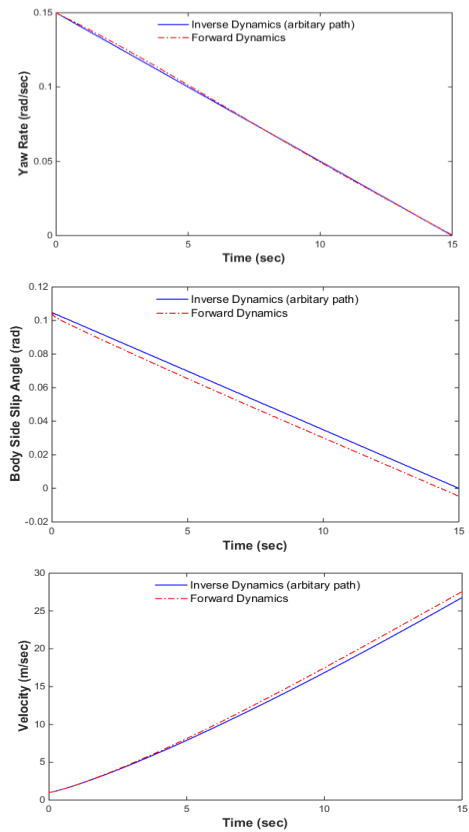 0.15
Inverse Dynamics (arbitary path)
Forward Dynamics
0.1
0.05
0
Yaw Rate (rad/sec)
0 5 10 15
Time (sec)
0.12
Inverse Dynamics (arbitary path)
Forward Dynamics
0.1
0.08
0.06
0.04
0.02
0
-0.02
Body Side Slip Angle (rad)
0 5 10 15
Time (sec)
30
Inverse Dynamics (arbitary path)
Forward Dynamics
25
20
15
10
5
0
Velocity (m/sec)
0 5 10 15
Time (sec)